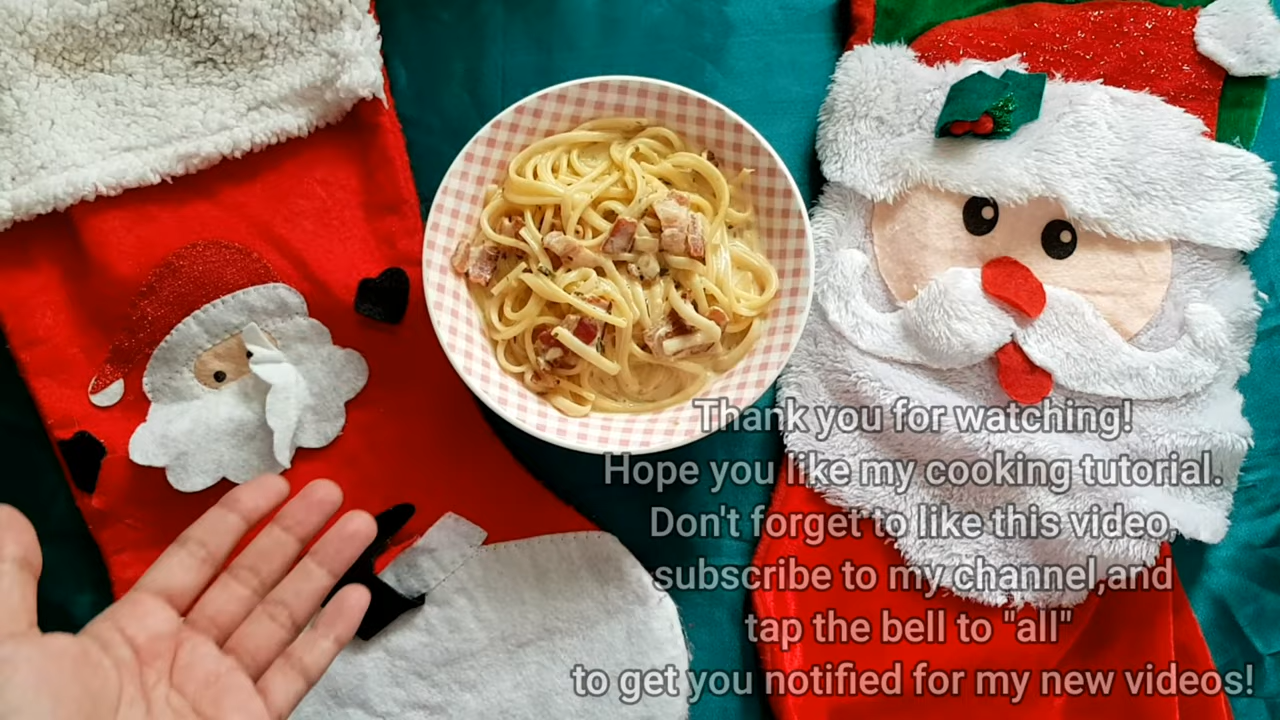 Thank you for watching!
Hope you like my cooking tutorial.
Don't forget to like this video,
subscribe to my channel,and
tap the bell to "all"
to get you notified for my new videos!